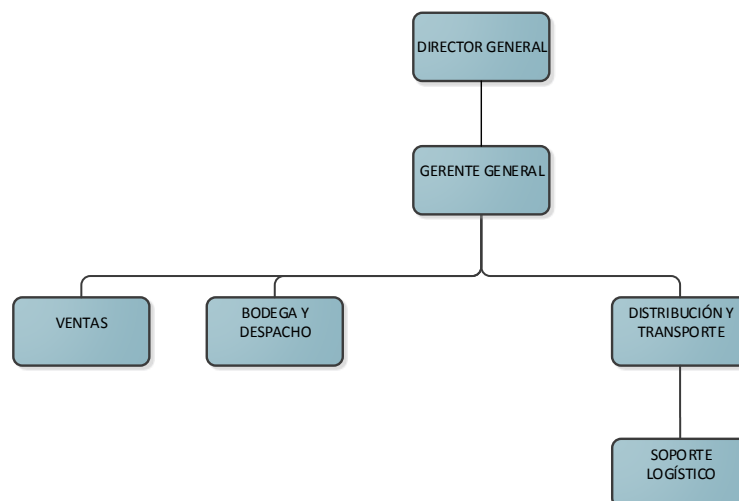 DIRECTOR GENERAL
GERENTE GENERAL
VENTAS
BODEGA Y
DESPACHO
DISTRIBUCIÓN Y
TRANSPORTE
SOPORTE
LOGÍSTICO